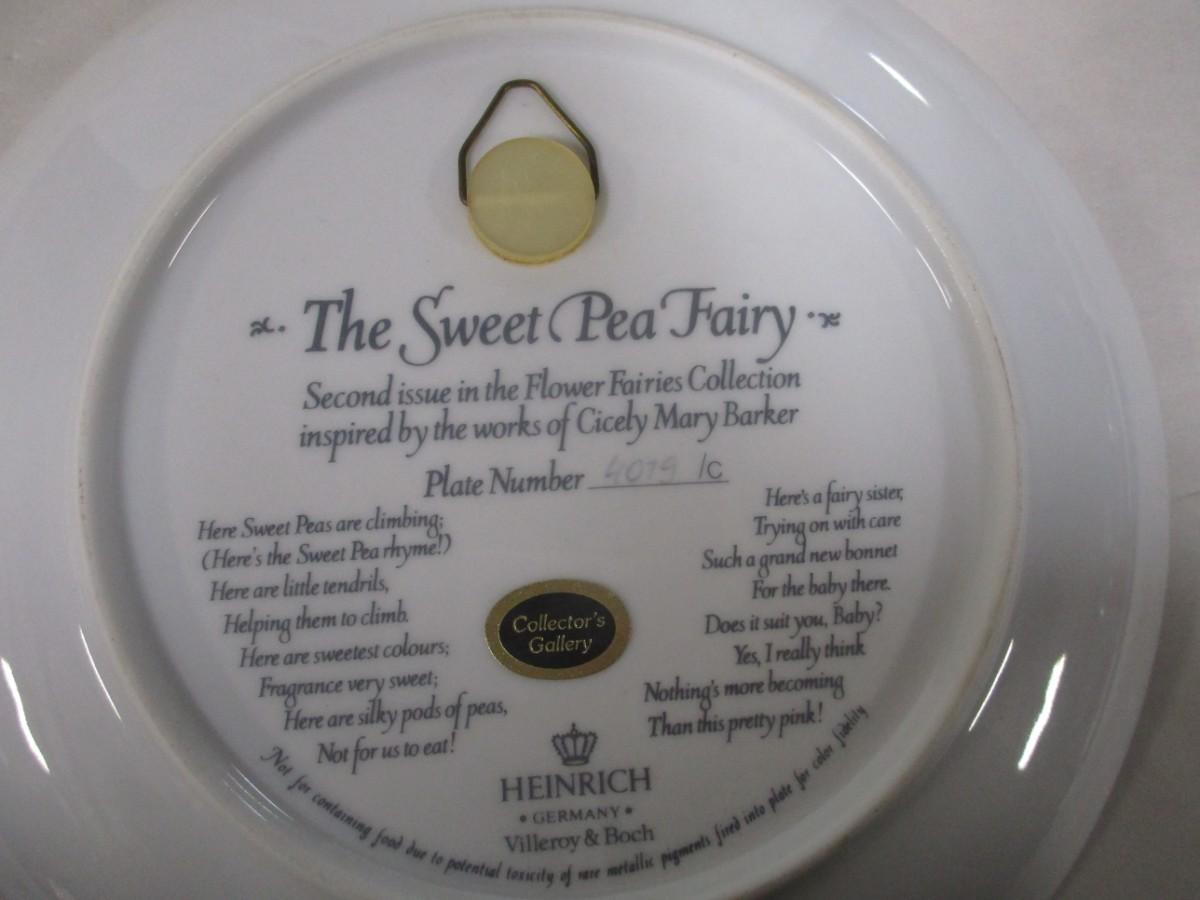 The Sweet Pea Fairy
Second issue in the Flower Fairies Collection
inspired by the works of Cicely Mary Barker
Plate Number 4079 /c
Here Sweet Peas are climbing;
(Here's the Sweet Pea rhyme!)
Here are little tendrils,
Helping them to climb.
Here are sweetest colours;
Fragrance very sweet;
Here are silky pods of peas,
Not for us to eat!
Here's a fairy sister,
Trying on with care
Such a grand new bonnet
For the baby there.
Does it suit you, Baby?
Yes, I really think
Nothing's more becoming
Than this pretty pink!
Collector's
Gallery
HEINRICH
• GERMANY •
Villeroy & Boch
Not for containing food due to potential toxicity of rare metallic pigments fired into plate for color fidelity